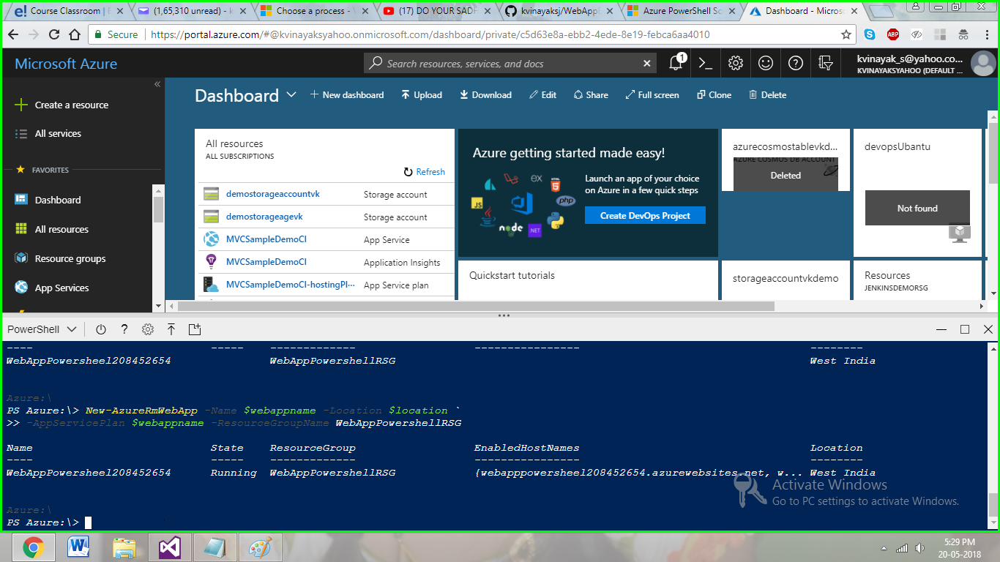 Course Classroom | E
(1,65,310 unread) - k
Choose a process - V
(17) DO YOUR SADH
kvinayaksj/WebAppE
Azure PowerShell Sc
Dashboard - Micros
Secure
https://portal.azure.com/#@kvinayaksyahoo.onmicrosoft.com/dashboard/private/c5d63e8a-ebb2-4ede-8e19-febca6aa4010
ABP
Microsoft Azure
Search resources, services, and docs
1
kvinayak_s@yahoo.co...
KVINAYAKSYAHOO (DEFAULT ...
Create a resource
All services
FAVORITES
Dashboard
All resources
Resource groups
App Services
Dashboard
New dashboard
Upload
Download
Edit
Share
Full screen
Clone
Delete
All resources
ALL SUBSCRIPTIONS
Refresh
demostorageaccountvk Storage account
demostorageagevk Storage account
MVCSampleDemoCI App Service
MVCSampleDemoCI Application Insights
MVCSampleDemoCI-hostingPl··· App Service plan
Azure getting started made easy!
Launch an app of your choice
on Azure in a few quick steps
Create DevOps Project
EX
HTML
JS
php
node
.NET
Quickstart tutorials
azurecosmostablevkd...
AZURE COSMOS DB ACCOUNT
Deleted
devopsUbantu
Not found
storageaccountvkdemo
Resources
JENKINSDEMORSG
PowerShell
---- ----- ------------- ---------------- --------
WebAppPowersheel208452654 WebAppPowershellRSG West India
Azure:\
PS Azure:\> New-AzureRmWebApp -Name $webappname -Location $location `
>> -AppServicePlan $webappname -ResourceGroupName WebAppPowershellRSG
Name State ResourceGroup EnabledHostNames Location
---- ----- ------------- ---------------- --------
WebAppPowersheel208452654 Running WebAppPowershellRSG {webapppowersheel208452654.azurewebsites.net, w... West India
Azure:\
PS Azure:\>
Activate Windows
Go to PC settings to activate Windows.
5:29 PM
20-05-2018